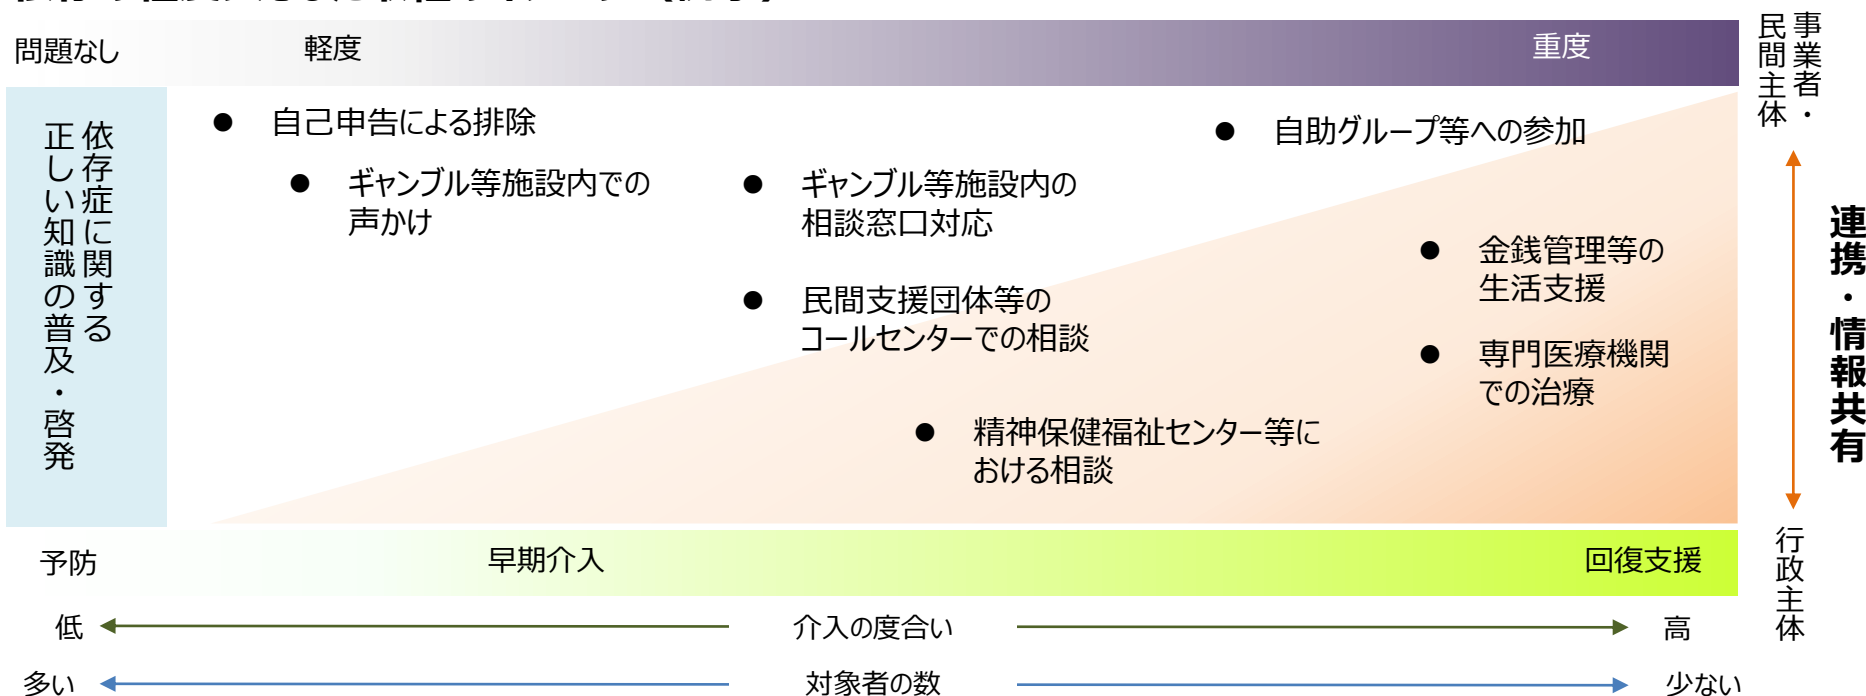 問題なし
軽度
重度
事業者・
民間主体
依存症に関する
正しい知識の普及・啓発
● 自己申告による排除
● ギャンブル等施設内での
声かけ
● ギャンブル等施設内の
相談窓口対応
● 自助グループ等への参加
● 民間支援団体等の
コールセンターでの相談
● 金銭管理等の
生活支援
● 専門医療機関
での治療
● 精神保健福祉センター等に
おける相談
連携・情報共有
行政主体
予防
早期介入
回復支援
低
介入の度合い
高
多い
対象者の数
少ない